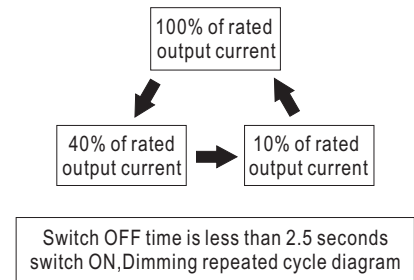 100% of rated
output current
40% of rated
output current
10% of rated
output current
Switch OFF time is less than 2.5 seconds
switch ON,Dimming repeated cycle diagram